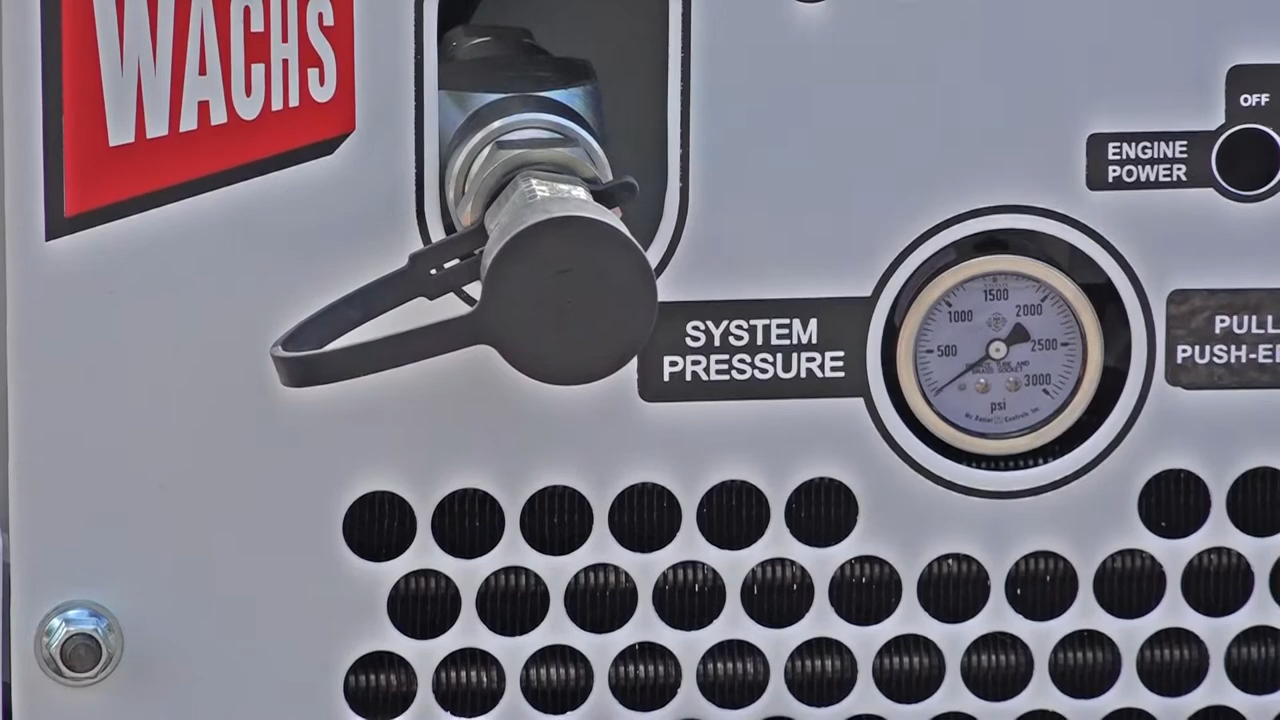 WACHS
OFF
ENGINE
POWER
SYSTEM
PRESSURE
PULL
PUSH-E
500
1000
1500
2000
2500
3000
psi